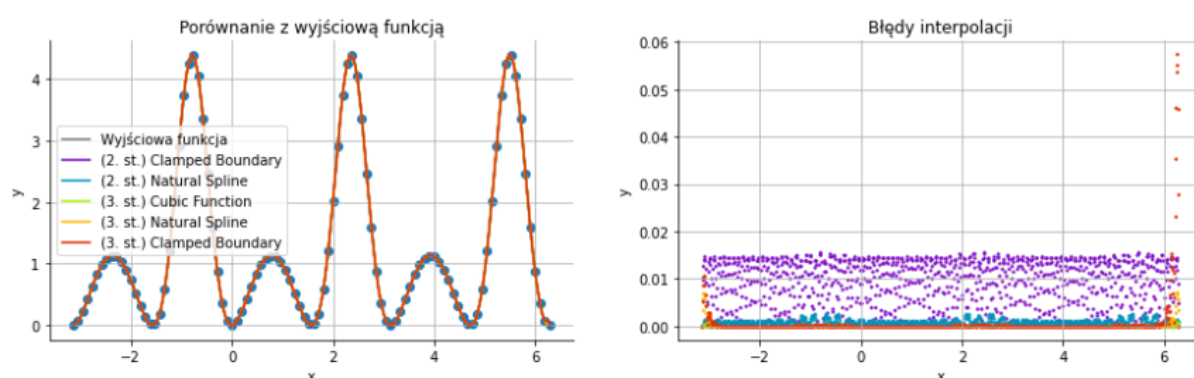 Porównanie z wyjściową funkcją
4
3
2
1
0
y
Wyjściowa funkcja
(2. st.) Clamped Boundary
(2. st.) Natural Spline
(3. st.) Cubic Function
(3. st.) Natural Spline
(3. st.) Clamped Boundary
−2 0 2 4 6
x
Błędy interpolacji
0.06
0.05
0.04
0.03
0.02
0.01
0.00
y
−2 0 2 4 6
x